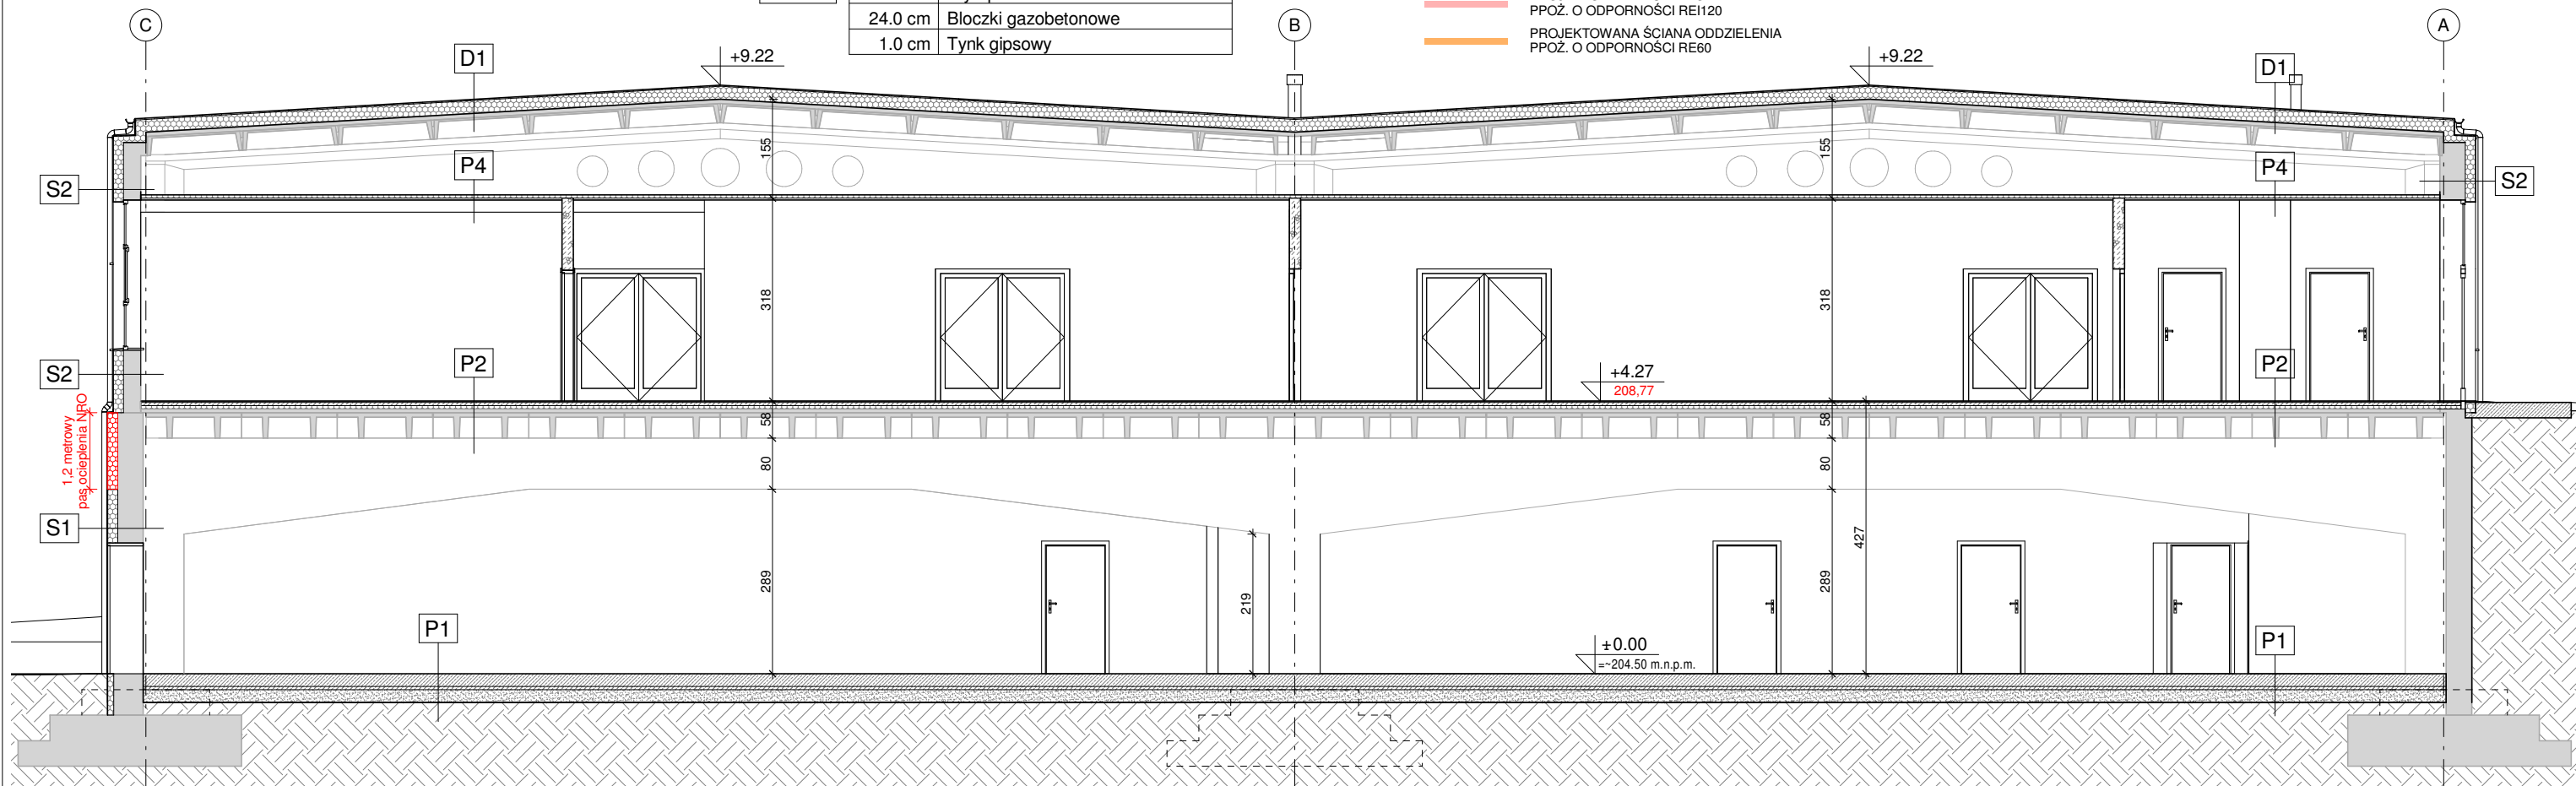 24.0 cm Bloczki gazobetonowe
1.0 cm Tynk gipsowy
PPOŻ. O ODPORNOŚCI REI120
PROJEKTOWANA ŚCIANA ODDZIELENIA
PPOŻ. O ODPORNOŚCI RE60
C
B
A
D1
+9.22
+9.22
D1
155
155
P4
P4
S2
S2
318
318
S2
P2
+4.27
208,77
P2
1,2 metrowy
pas ocieplenia NRO
58
58
80
80
S1
427
289
219
289
P1
±0.00
=~204.50 m.n.p.m.
P1